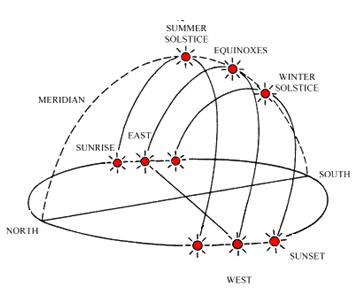 SUMMER
SOLSTICE
EQUINOXES
WINTER
SOLSTICE
MERIDIAN
EAST
SUNRISE
SOUTH
NORTH
SUNSET
WEST